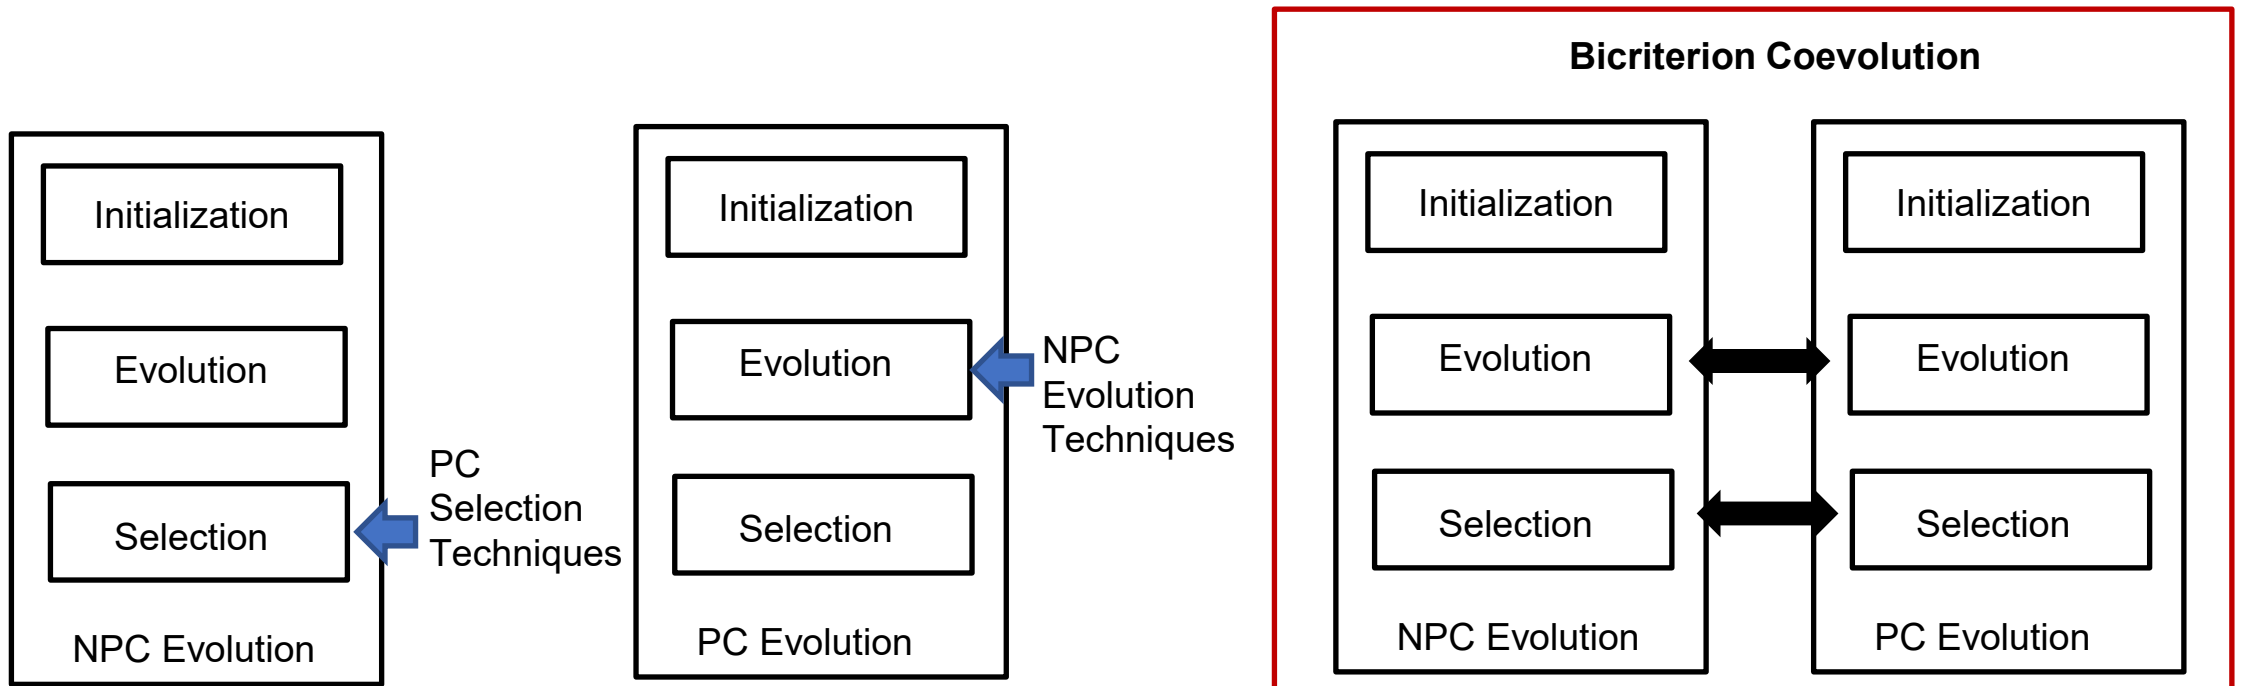 Initialization
Evolution
Selection
NPC Evolution
PC
Selection
Techniques
Initialization
Evolution
Selection
PC Evolution
NPC
Evolution
Techniques
Bicriterion Coevolution
Initialization
Evolution
Selection
NPC Evolution
Initialization
Evolution
Selection
PC Evolution